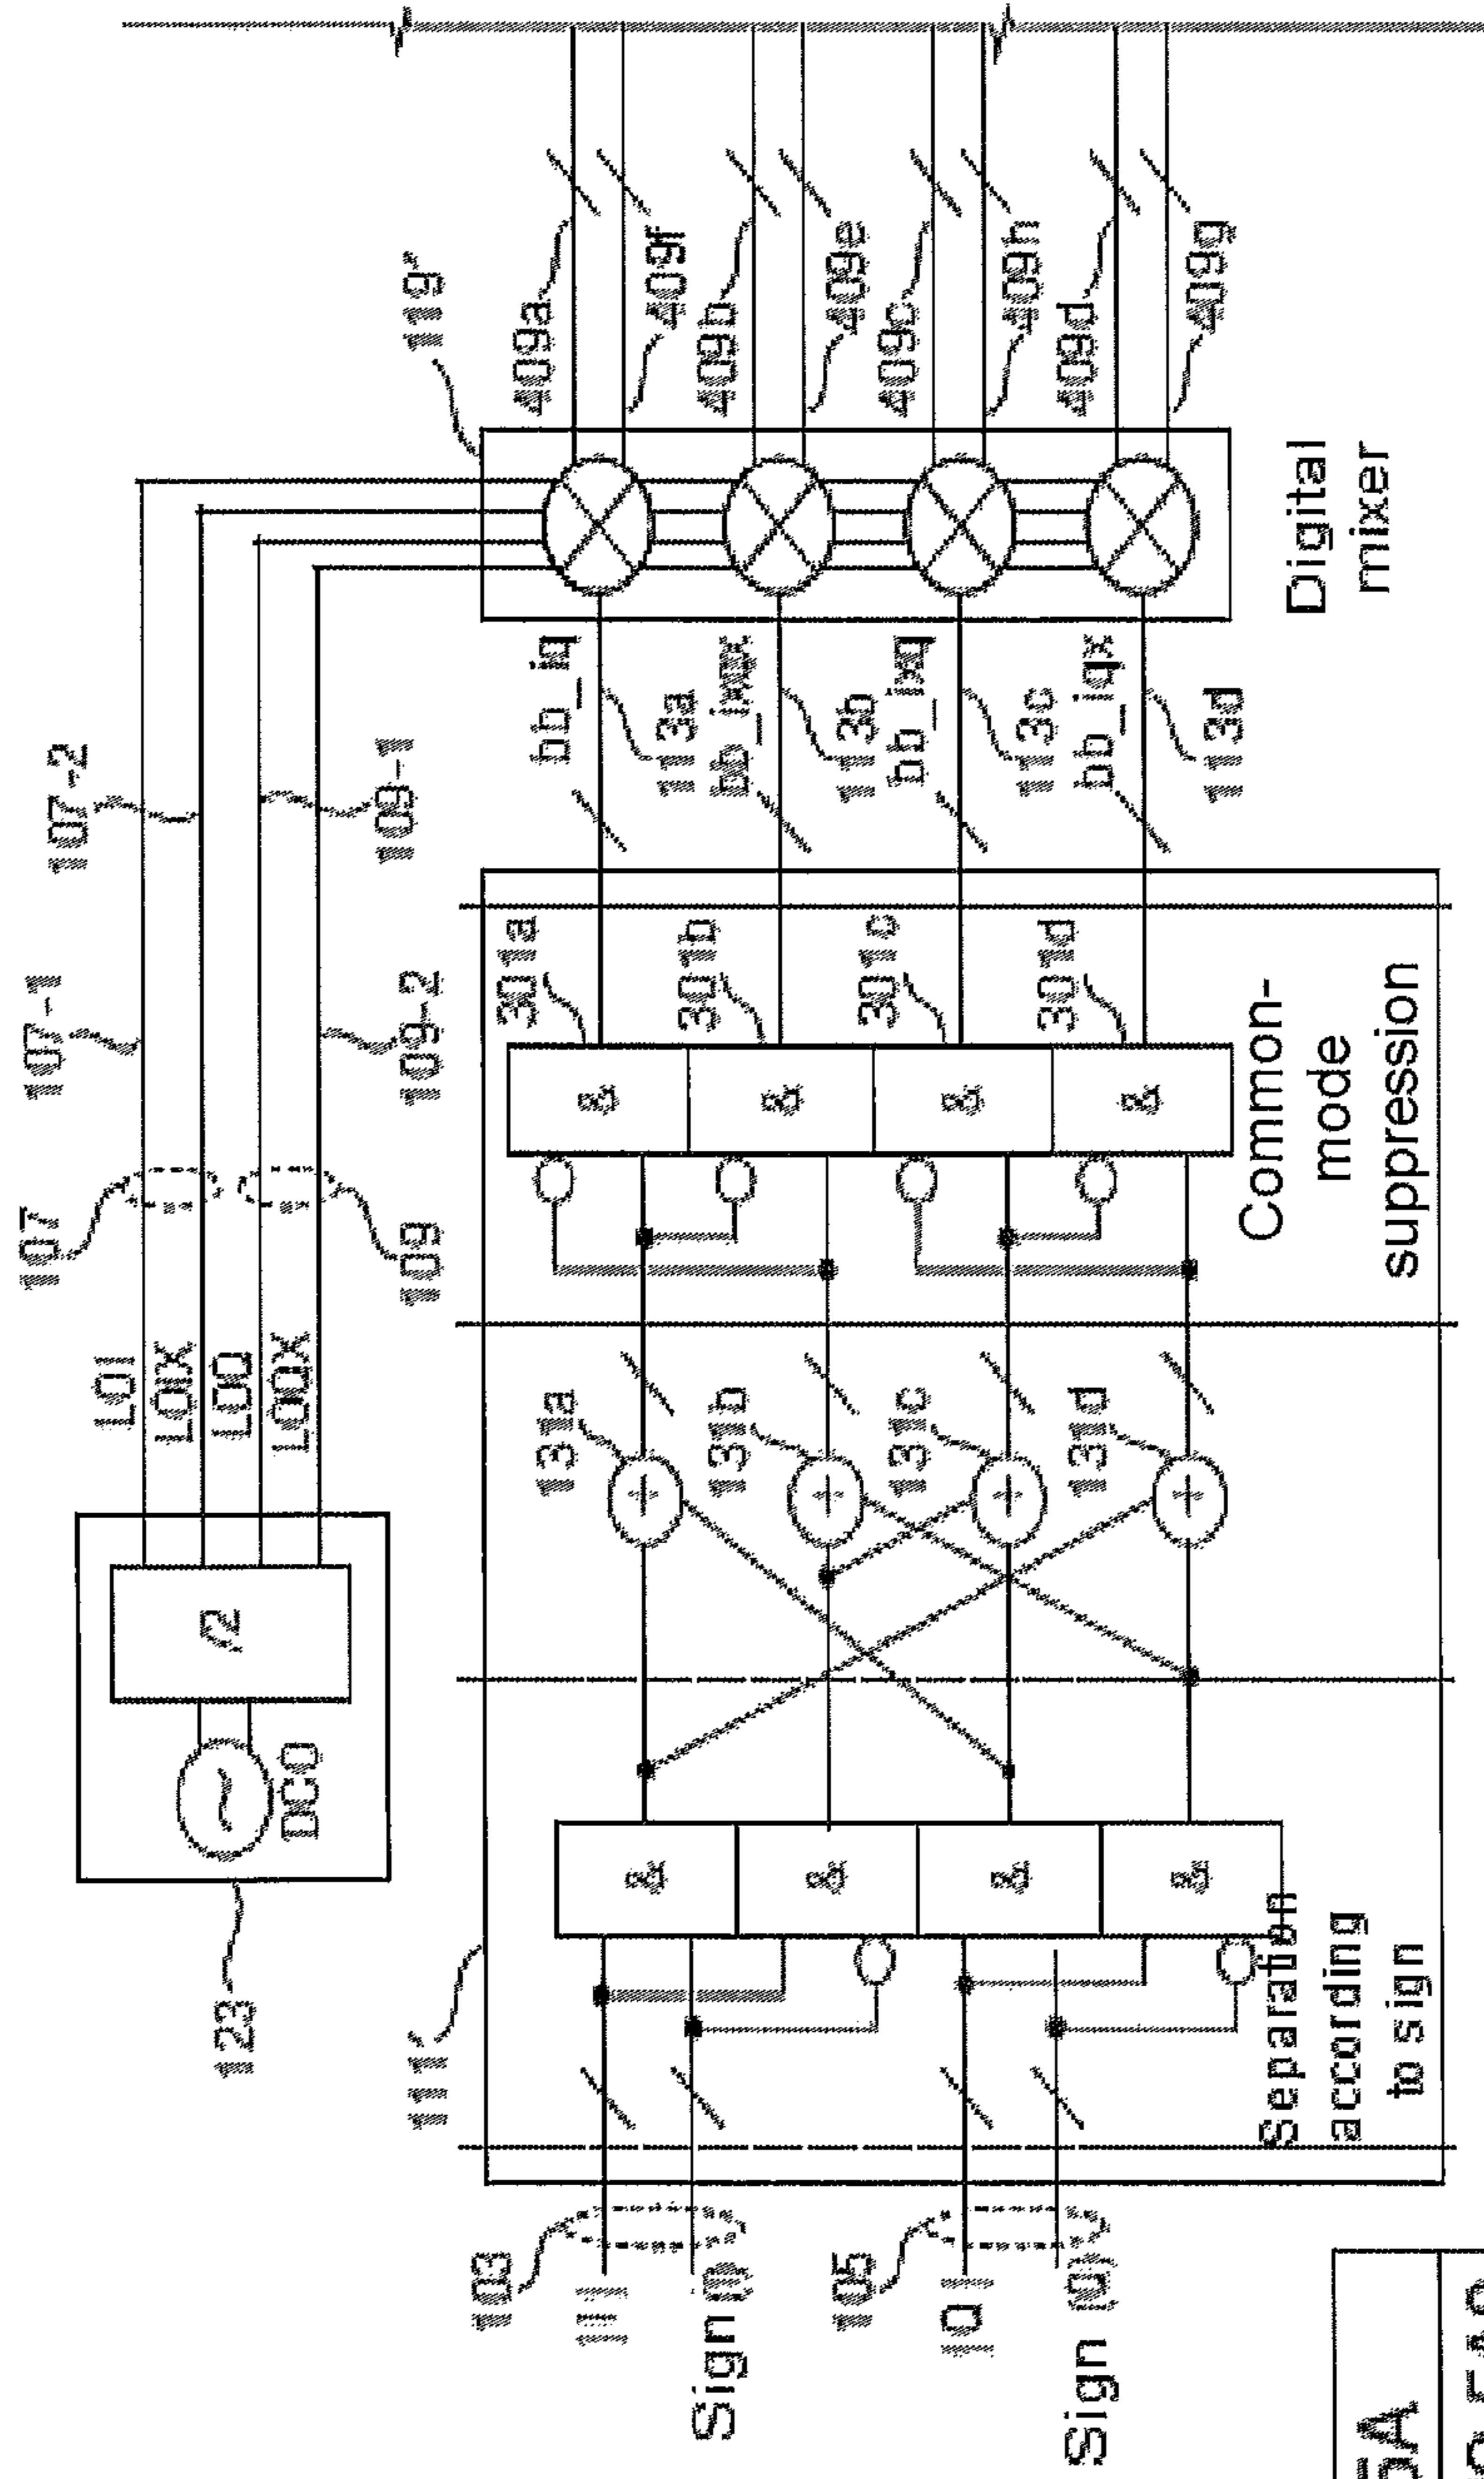 107-1
107-2
107
109-1
109-2
109
LOI
LOIX
LOQ
LOQX
/2
DCO
123
119"
409a
409f
409b
409e
409c
409h
409d
409g
Digital
mixer
bb_iq
113a
113b
bb_ixq
113c
bb_iqx
113d
301a
301b
301c
301d
&
&
&
&
Common-
mode
suppression
131a
131b
131c
131d
+
+
+
+
&
&
&
&
Separation
according
to sign
103
|I|
Sign (I)
105
|Q|
Sign (Q)
5A